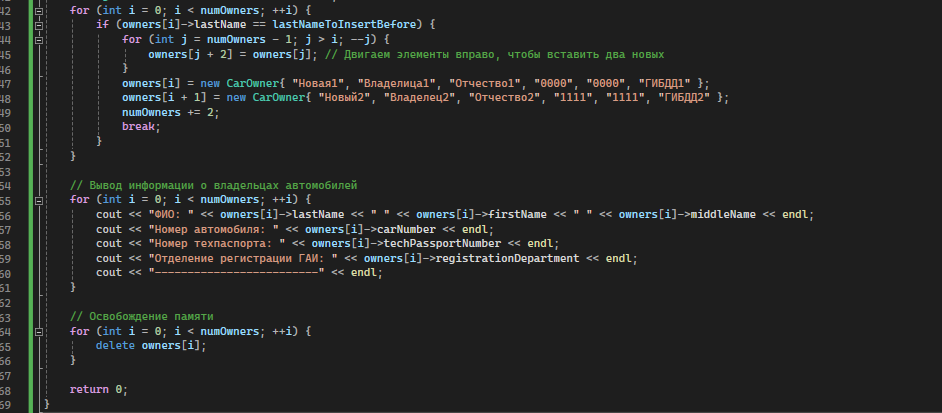 42 for (int i = 0; i < numOwners; ++i) {
43 if (owners[i]->lastName == lastNameToInsertBefore) {
44 for (int j = numOwners - 1; j > i; --j) {
45 owners[j + 2] = owners[j]; // Двигаем элементы вправо, чтобы вставить два новых
46 }
47 owners[i] = new CarOwner{ "Новая1", "Владелица1", "Отчество1", "0000", "0000", "ГИБДД1" };
48 owners[i + 1] = new CarOwner{ "Новый2", "Владелец2", "Отчество2", "1111", "1111", "ГИБДД2" };
49 numOwners += 2;
50 break;
51 }
52 }
53
54 // Вывод информации о владельцах автомобилей
55 for (int i = 0; i < numOwners; ++i) {
56 cout << "ФИО: " << owners[i]->lastName << " " << owners[i]->firstName << " " << owners[i]->middleName << endl;
57 cout << "Номер автомобиля: " << owners[i]->carNumber << endl;
58 cout << "Номер техпаспорта: " << owners[i]->techPassportNumber << endl;
59 cout << "Отделение регистрации ГАИ: " << owners[i]->registrationDepartment << endl;
60 cout << "-------------------------" << endl;
61 }
62
63 // Освобождение памяти
64 for (int i = 0; i < numOwners; ++i) {
65 delete owners[i];
66 }
67
68 return 0;
69 }